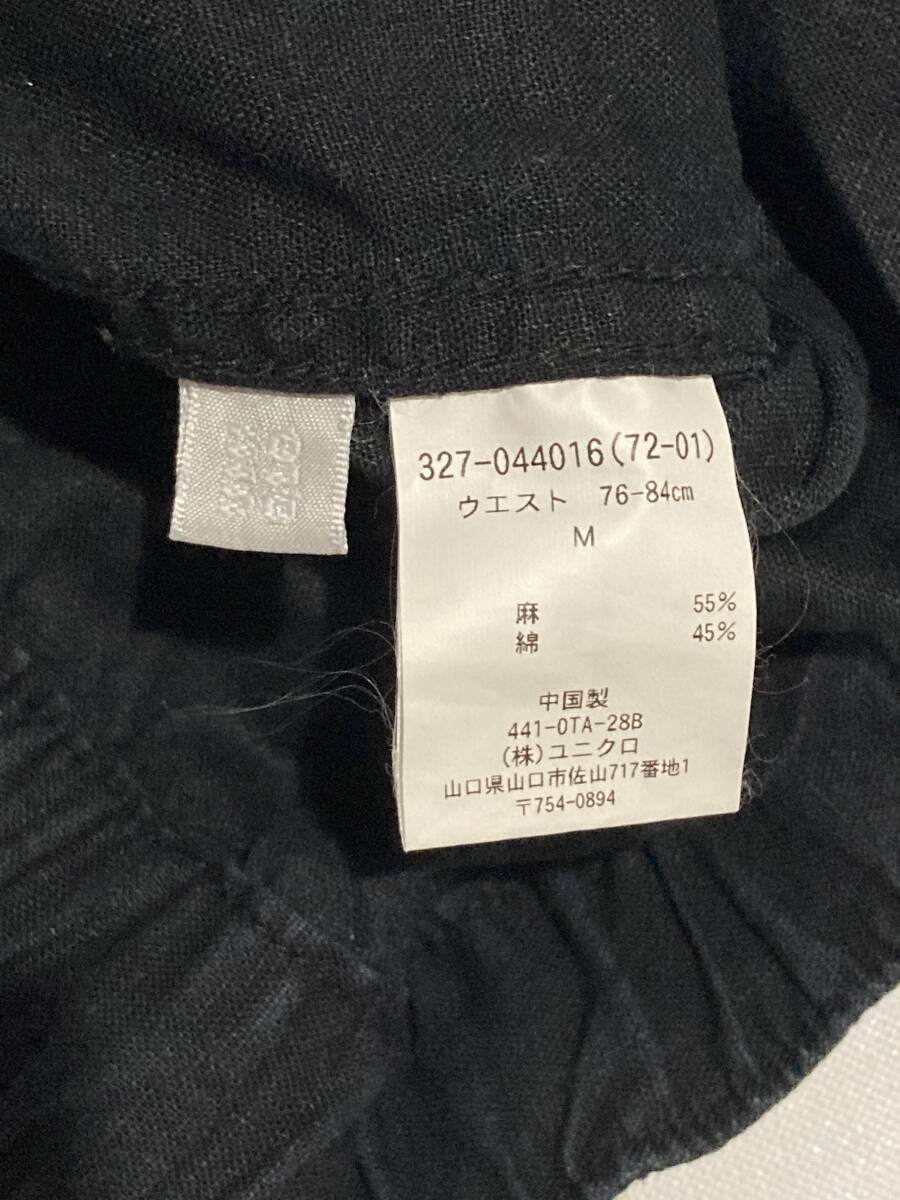 327-044016(72-01)
ウエスト 76-84cm
M
麻 55%
綿 45%
中国製
441-0TA-28B
(株)ユニクロ
山口県山口市佐山717番地1
〒754-0894